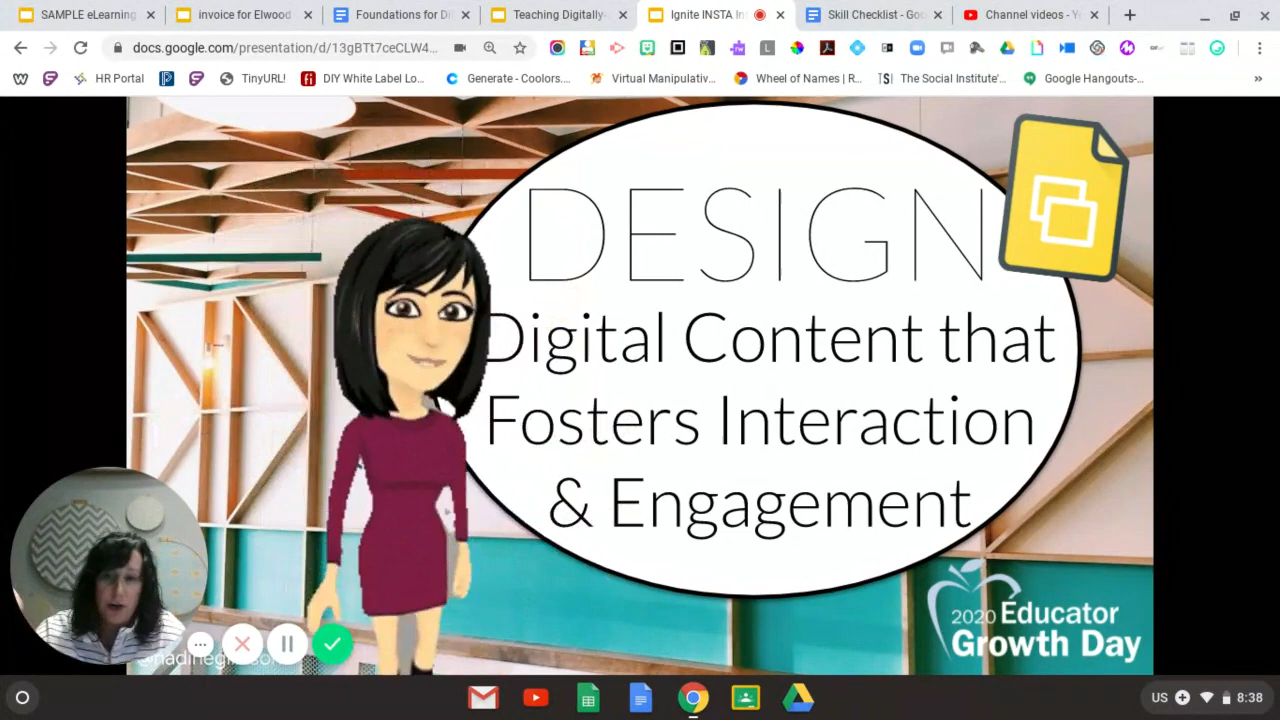 SAMPLE eLearning
invoice for Elwood
Foundations for Di
Teaching Digitally-
Ignite INSTA In
Skill Checklist - Goo
Channel videos - Y
docs.google.com/presentation/d/13gBTt7ceCLW4...
HR Portal
TinyURL!
DIY White Label Lo...
Generate - Coolors....
Virtual Manipulativ...
Wheel of Names | R...
The Social Institute'...
Google Hangouts-...
»
DESIGN
Digital Content that
Fosters Interaction
& Engagement
2020 Educator
Growth Day
US
8:38